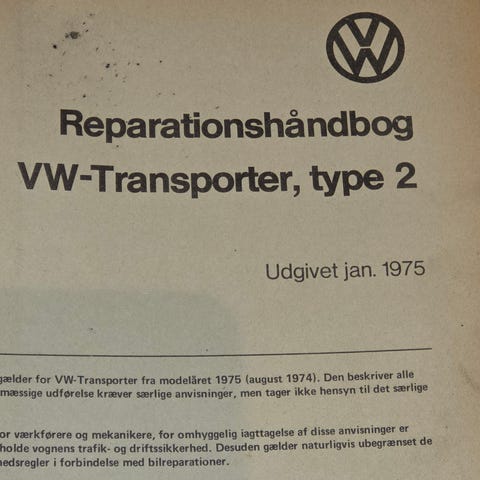 VW
Reparationshåndbog
VW-Transporter, type 2
Udgivet jan. 1975
gælder for VW-Transporter fra modelåret 1975 (august 1974). Den beskriver alle
mæssige udførelse kræver særlige anvisninger, men tager ikke hensyn til det særlige
or værkførere og mekanikere, for omhyggelig iagttagelse af disse anvisninger er
holde vognens trafik- og driftssikkerhed. Desuden gælder naturligvis ubegrænset de
nedsregler i forbindelse med bilreparationer.